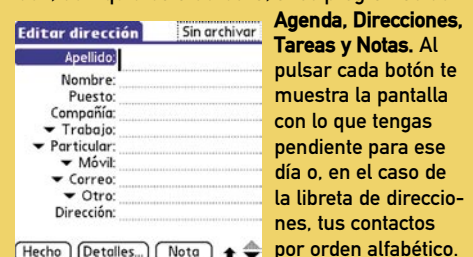 Editar dirección
Sin archivar
Apellido:
Nombre:
Puesto:
Compañía:
Trabajo:
Particular:
Móvil:
Correo:
Otro:
Dirección:
Hecho
Detalles...
Nota
Agenda, Direcciones,
Tareas y Notas. Al
pulsar cada botón te
muestra la pantalla
con lo que tengas
pendiente para ese
día o, en el caso de
la libreta de direccio-
nes, tus contactos
por orden alfabético.